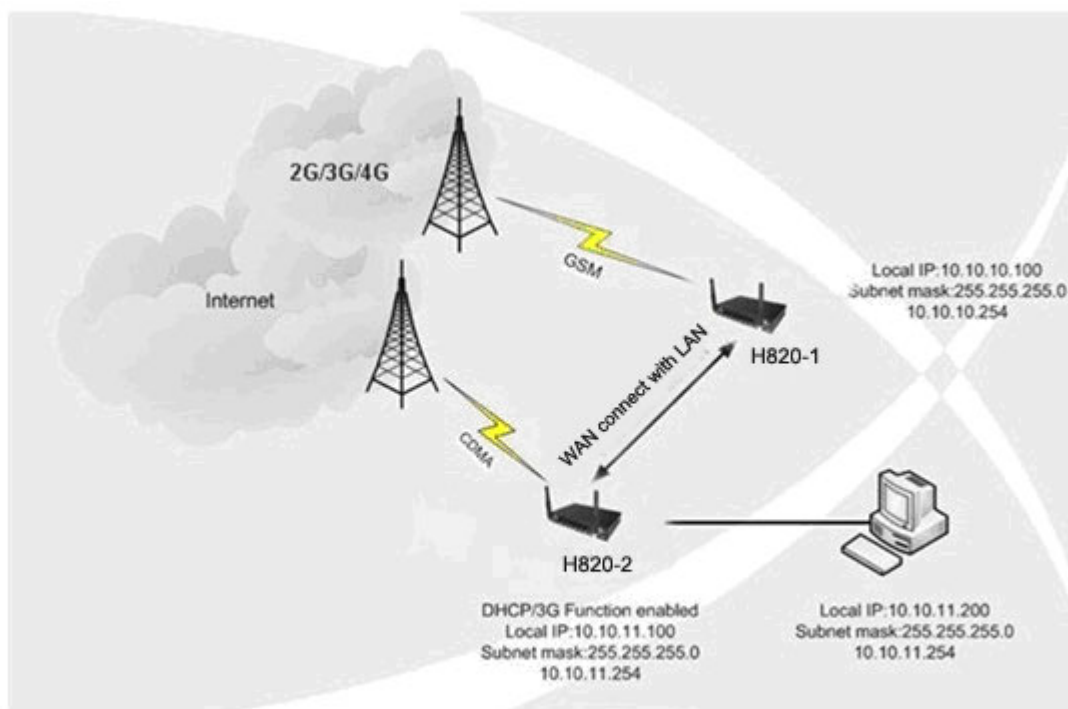 2G/3G/4G
Internet
GSM
Local IP:10.10.10.100
Subnet mask:255.255.255.0
10.10.10.254
H820-1
WAN connect with LAN
CDMA
H820-2
DHCP/3G Function enabled
Local IP:10.10.11.100
Subnet mask:255.255.255.0
10.10.11.254
Local IP:10.10.11.200
Subnet mask:255.255.255.0
10.10.11.254